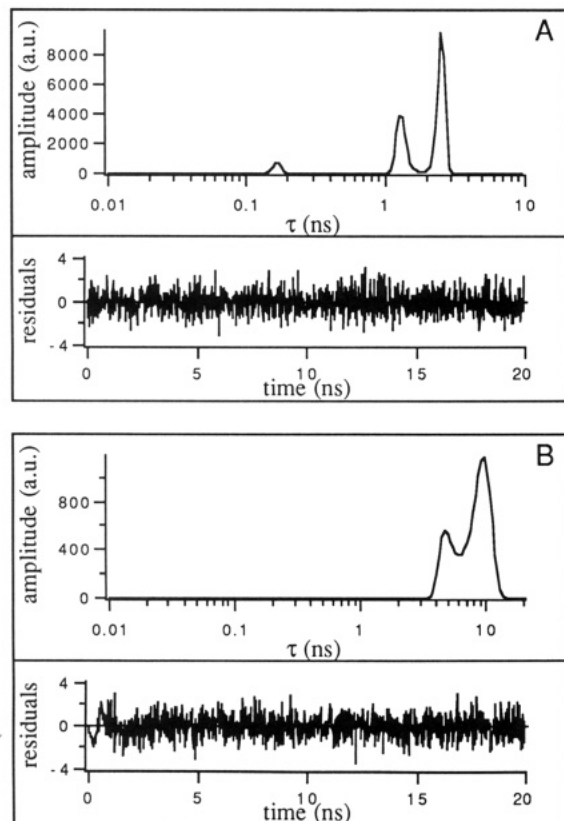 A
amplitude (a.u.)
8000
6000
4000
2000
0
0.01 0.1 1 10
τ (ns)
residuals
4
0
-4
0 5 10 15 20
time (ns)
B
amplitude (a.u.)
800
400
0
0.01 0.1 1 10
τ (ns)
residuals
4
0
-4
0 5 10 15 20
time (ns)